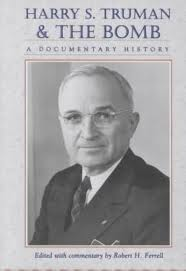 HARRY S. TRUMAN
& THE BOMB
A DOCUMENTARY HISTORY
Edited with commentary by Robert H. Ferrell